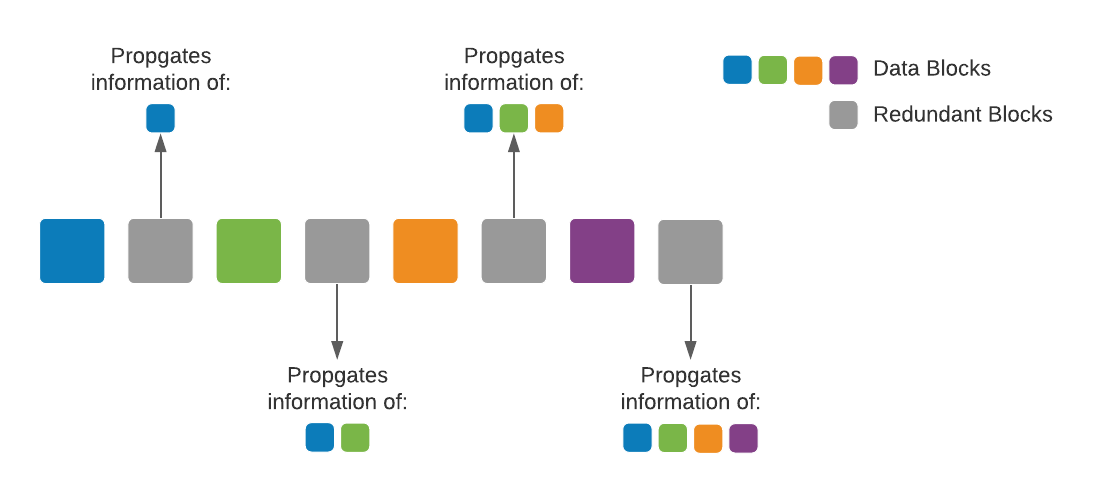 Propgates
information of:
Propgates
information of:
Data Blocks
Redundant Blocks
Propgates
information of:
Propgates
information of: